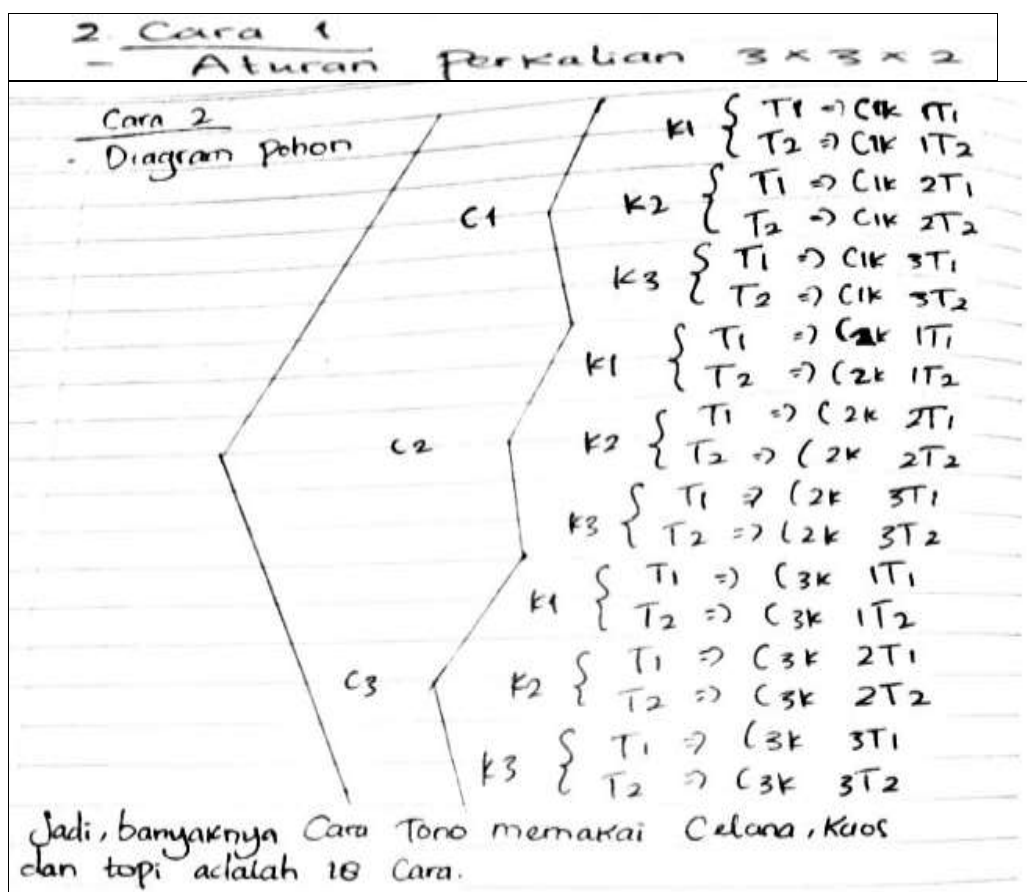 2. Cara 1
- Aturan Perkalian 3 × 3 × 2
Cara 2
- Diagram Pohon
C1
K1 { T1 => C1K 1T1
T2 => C1K 1T2
K2 { T1 => C1K 2T1
T2 => C1K 2T2
K3 { T1 => C1K 3T1
T2 => C1K 3T2
C2
K1 { T1 => C2K 1T1
T2 => C2K 1T2
K2 { T1 => C2K 2T1
T2 => C2K 2T2
K3 { T1 => C2K 3T1
T2 => C2K 3T2
C3
K1 { T1 => C3K 1T1
T2 => C3K 1T2
K2 { T1 => C3K 2T1
T2 => C3K 2T2
K3 { T1 => C3K 3T1
T2 => C3K 3T2
Jadi, banyaknya Cara Tono memakai Celana, Kaos
dan topi adalah 18 Cara.